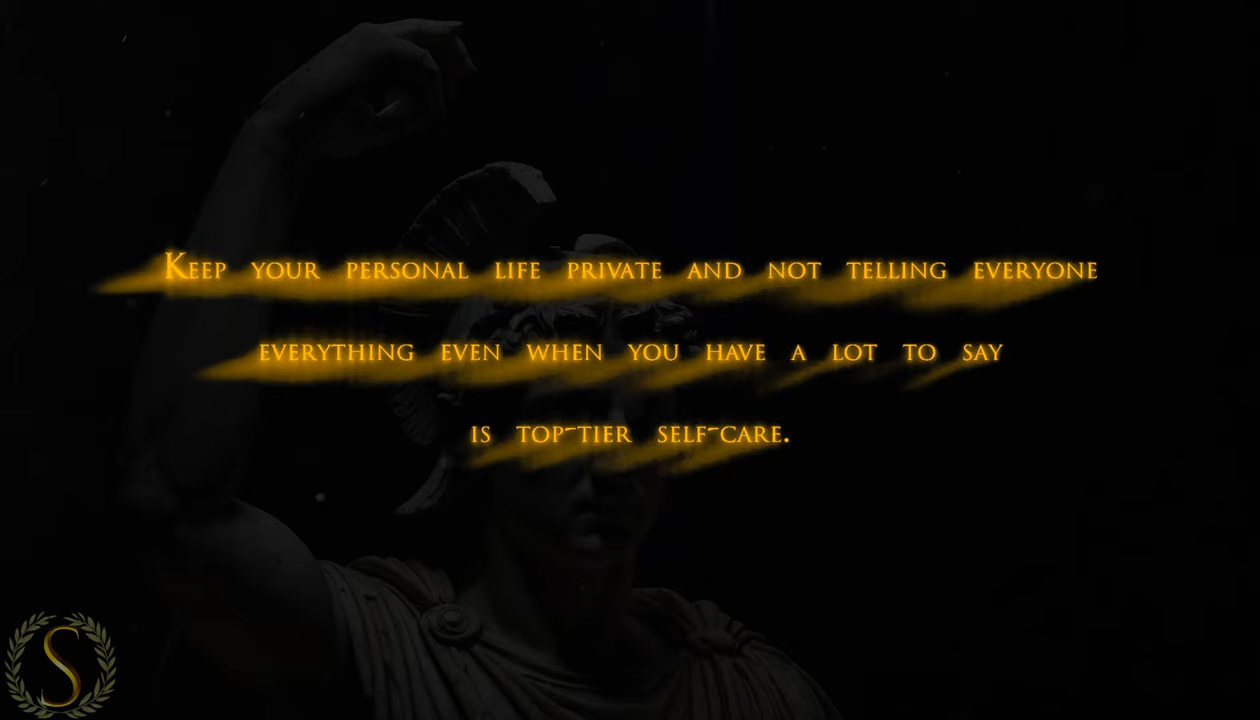 Keep your personal life private and not telling everyone
everything even when you have a lot to say
is top-tier self-care.
S